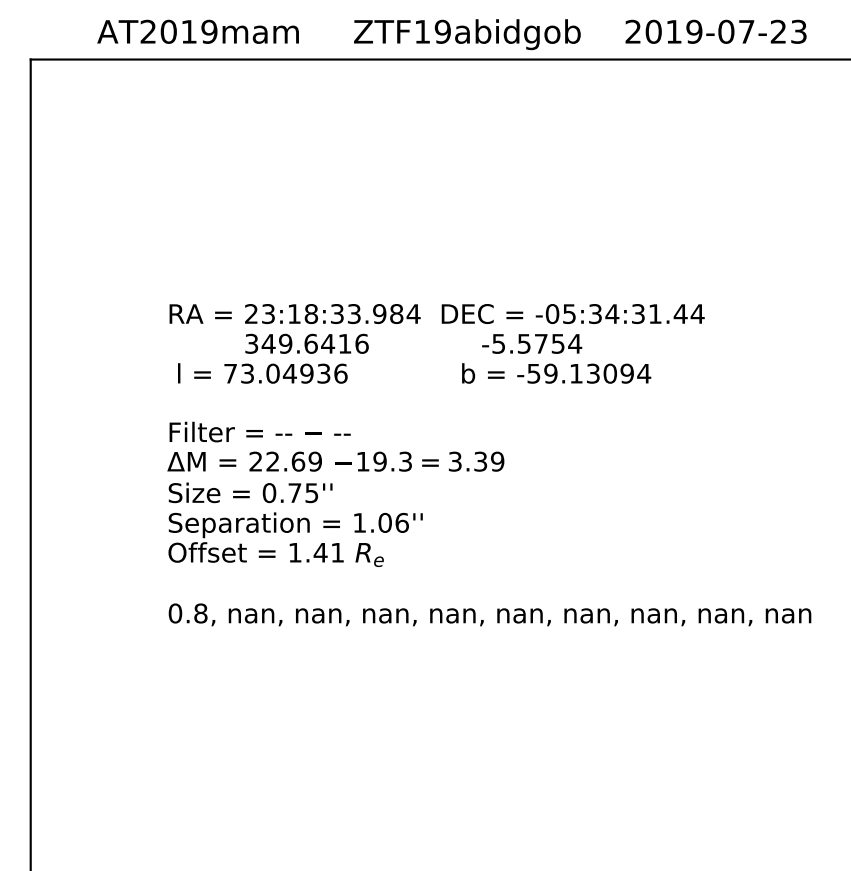 AT2019mam ZTF19abidgob 2019-07-23
RA = 23:18:33.984 DEC = -05:34:31.44
349.6416 -5.5754
l = 73.04936 b = -59.13094
Filter = -- − --
ΔM = 22.69 −19.3 = 3.39
Size = 0.75''
Separation = 1.06''
Offset = 1.41 Rₑ
0.8, nan, nan, nan, nan, nan, nan, nan, nan, nan